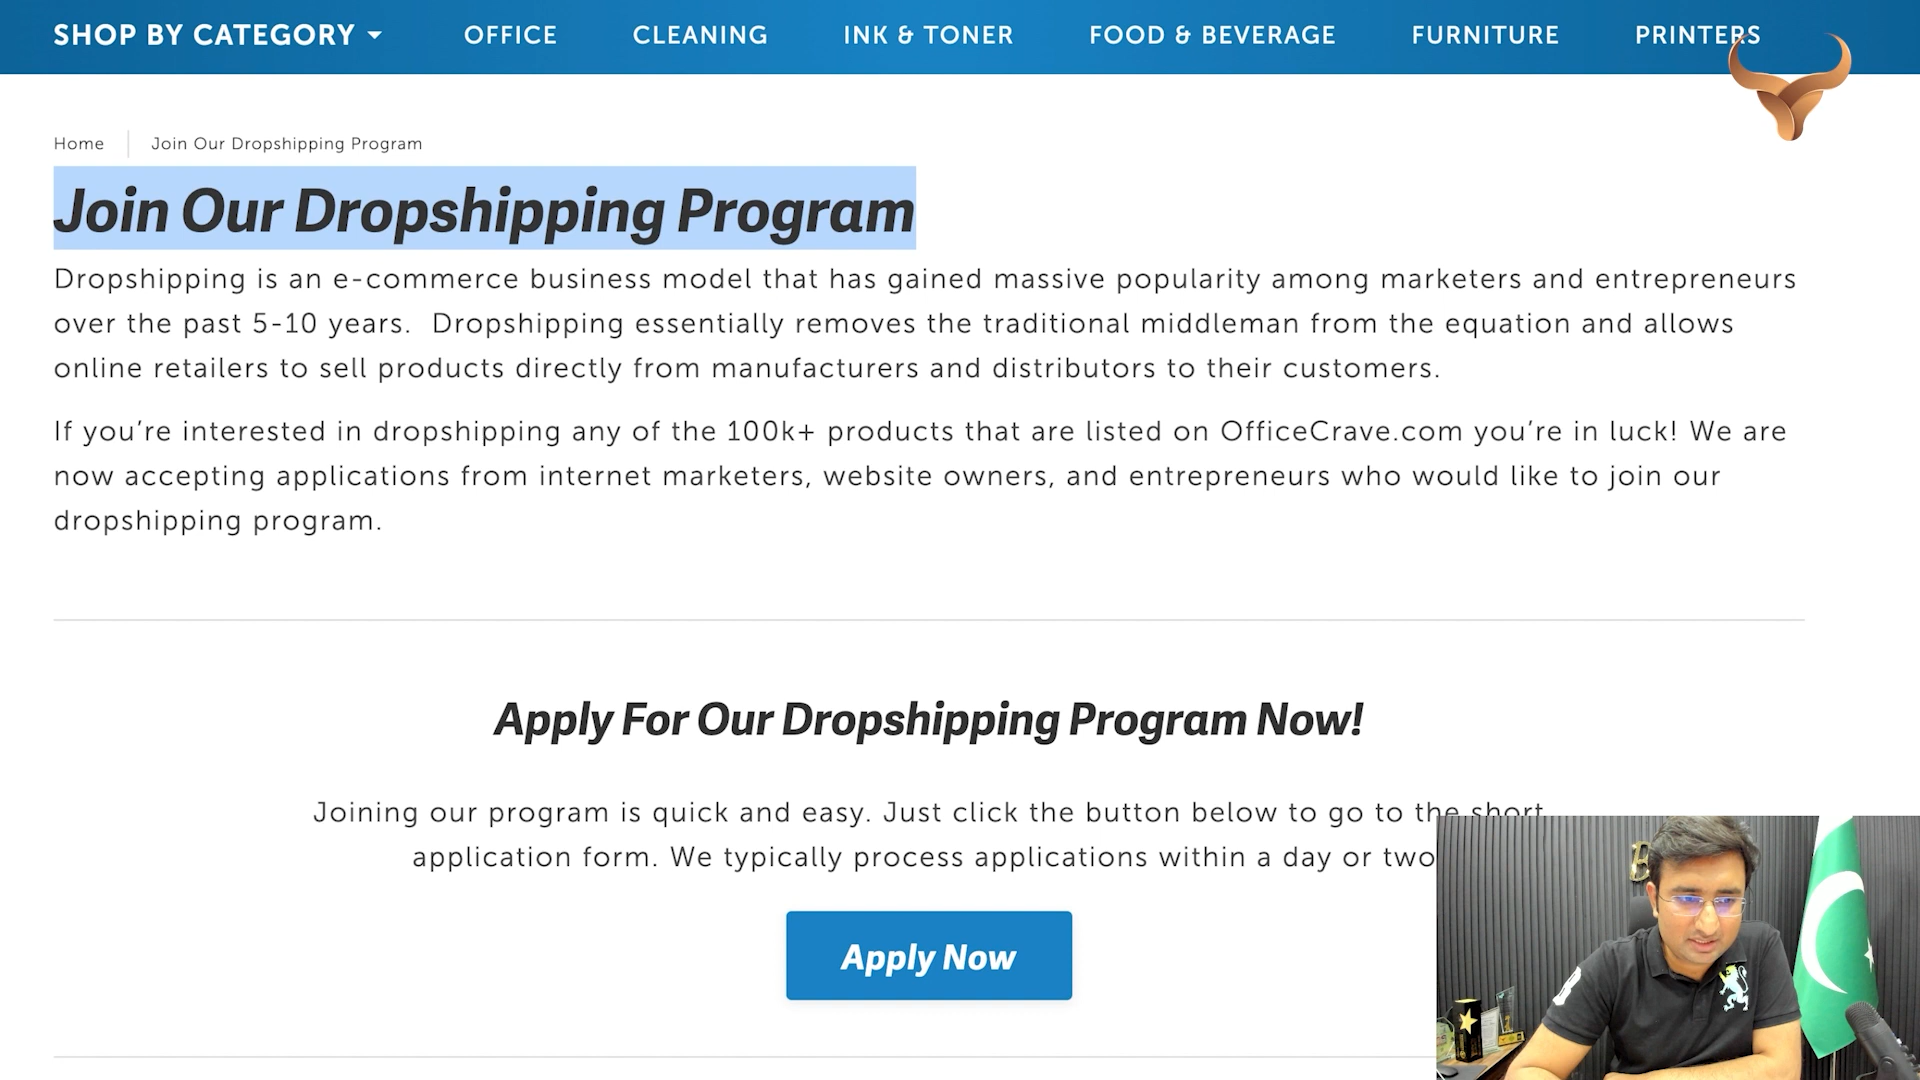 SHOP BY CATEGORY OFFICE CLEANING INK & TONER FOOD & BEVERAGE FURNITURE PRINTERS
Home Join Our Dropshipping Program
Join Our Dropshipping Program
Dropshipping is an e-commerce business model that has gained massive popularity among marketers and entrepreneurs
over the past 5-10 years. Dropshipping essentially removes the traditional middleman from the equation and allows
online retailers to sell products directly from manufacturers and distributors to their customers.
If you’re interested in dropshipping any of the 100k+ products that are listed on OfficeCrave.com you’re in luck! We are
now accepting applications from internet marketers, website owners, and entrepreneurs who would like to join our
dropshipping program.
Apply For Our Dropshipping Program Now!
Joining our program is quick and easy. Just click the button below to go to the short
application form. We typically process applications within a day or two
Apply Now